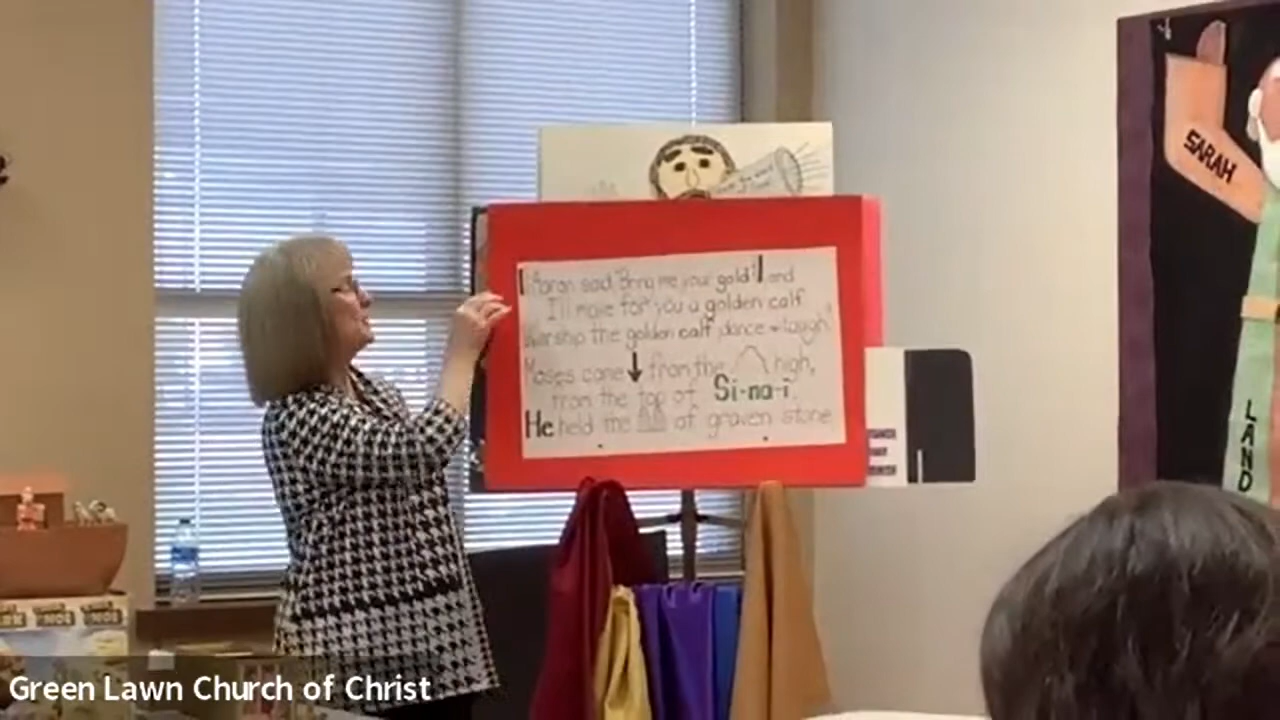 Aaron said "Bring me your gold!" and
I'll make for you a golden calf
Worship the golden calf, dance + laugh"
Moses came ↓ from the high,
from the top of Si-na-i.
He held the of graven stone
SARAH
LAND
Green Lawn Church of Christ